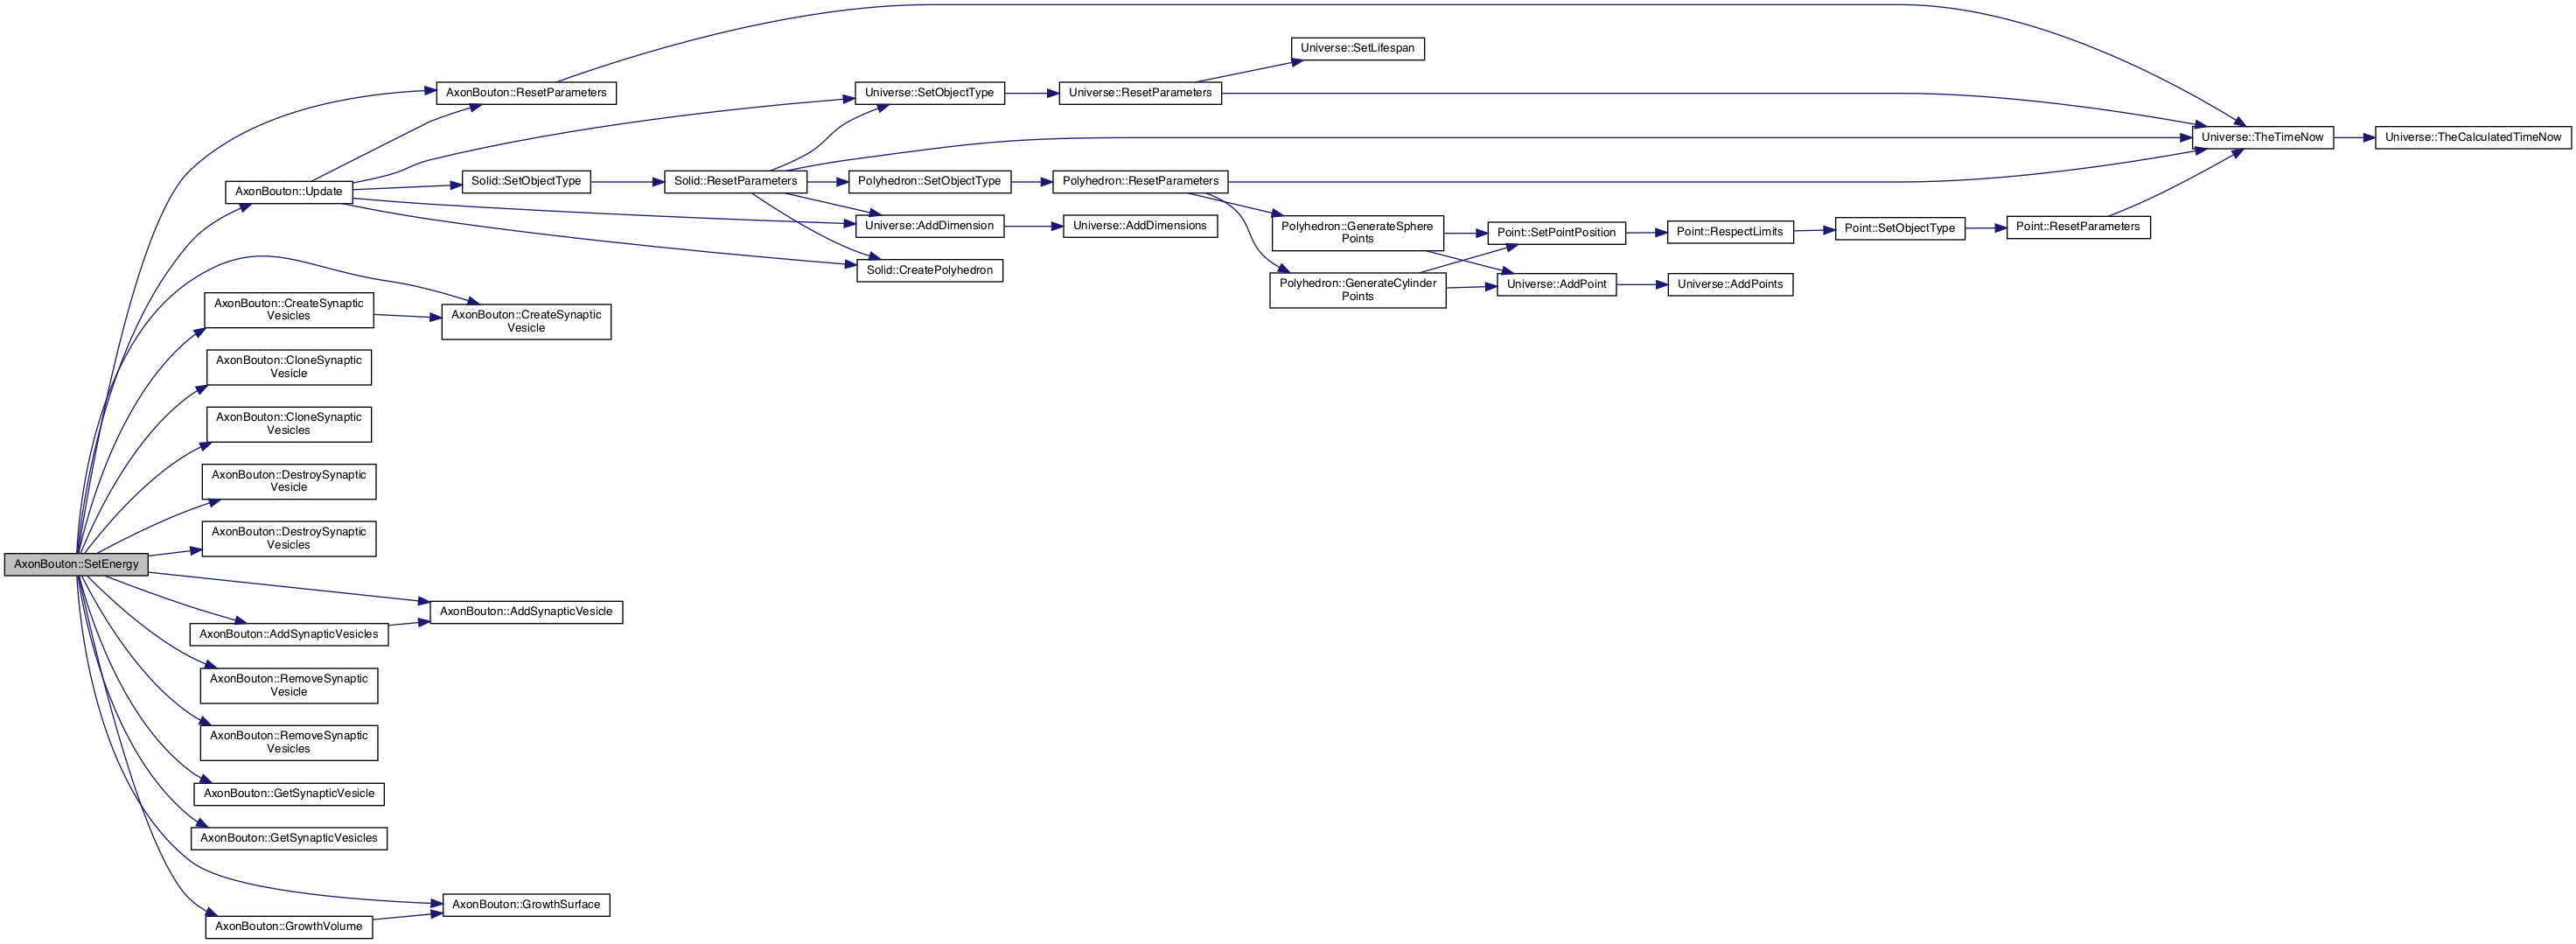 Universe::SetLifespan
AxonBouton::ResetParameters
Universe::SetObjectType
Universe::ResetParameters
Universe::TheTimeNow
Universe::TheCalculatedTimeNow
AxonBouton::Update
Solid::SetObjectType
Solid::ResetParameters
Polyhedron::SetObjectType
Polyhedron::ResetParameters
Universe::AddDimension
Universe::AddDimensions
Polyhedron::GenerateSphere
Points
Point::SetPointPosition
Point::RespectLimits
Point::SetObjectType
Point::ResetParameters
Solid::CreatePolyhedron
Polyhedron::GenerateCylinder
Points
Universe::AddPoint
Universe::AddPoints
AxonBouton::CreateSynaptic
Vesicles
AxonBouton::CreateSynaptic
Vesicle
AxonBouton::CloneSynaptic
Vesicle
AxonBouton::CloneSynaptic
Vesicles
AxonBouton::DestroySynaptic
Vesicle
AxonBouton::DestroySynaptic
Vesicles
AxonBouton::SetEnergy
AxonBouton::AddSynapticVesicle
AxonBouton::AddSynapticVesicles
AxonBouton::RemoveSynaptic
Vesicle
AxonBouton::RemoveSynaptic
Vesicles
AxonBouton::GetSynapticVesicle
AxonBouton::GetSynapticVesicles
AxonBouton::GrowthSurface
AxonBouton::GrowthVolume